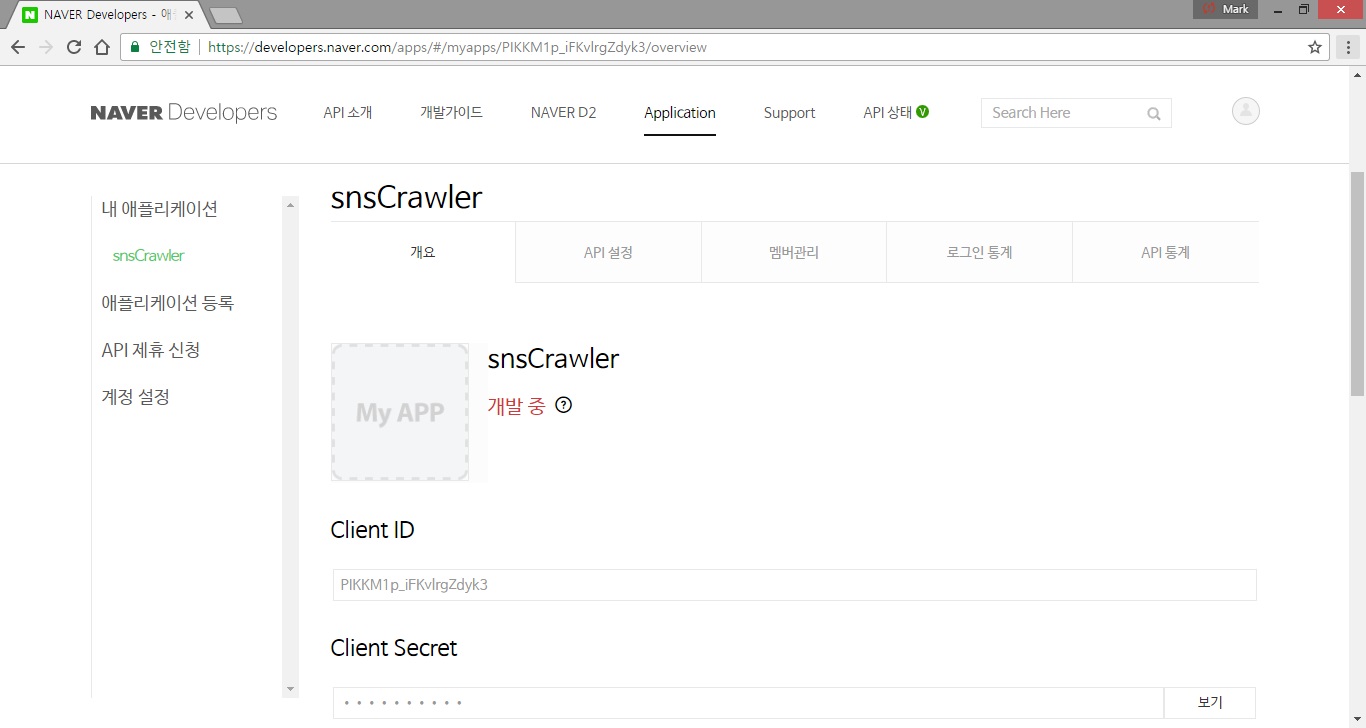 NAVER Developers - 애
Mark
안전함 https://developers.naver.com/apps/#/myapps/PIKKM1p_iFKvlrgZdyk3/overview
NAVER Developers API 소개 개발가이드 NAVER D2 Application Support API 상태 V Search Here
내 애플리케이션
snsCrawler
애플리케이션 등록
API 제휴 신청
계정 설정
snsCrawler
개요 API 설정 멤버관리 로그인 통계 API 통계
My APP
snsCrawler
개발 중 ?
Client ID
PIKKM1p_iFKvlrgZdyk3
Client Secret
• • • • • • • • • • 보기